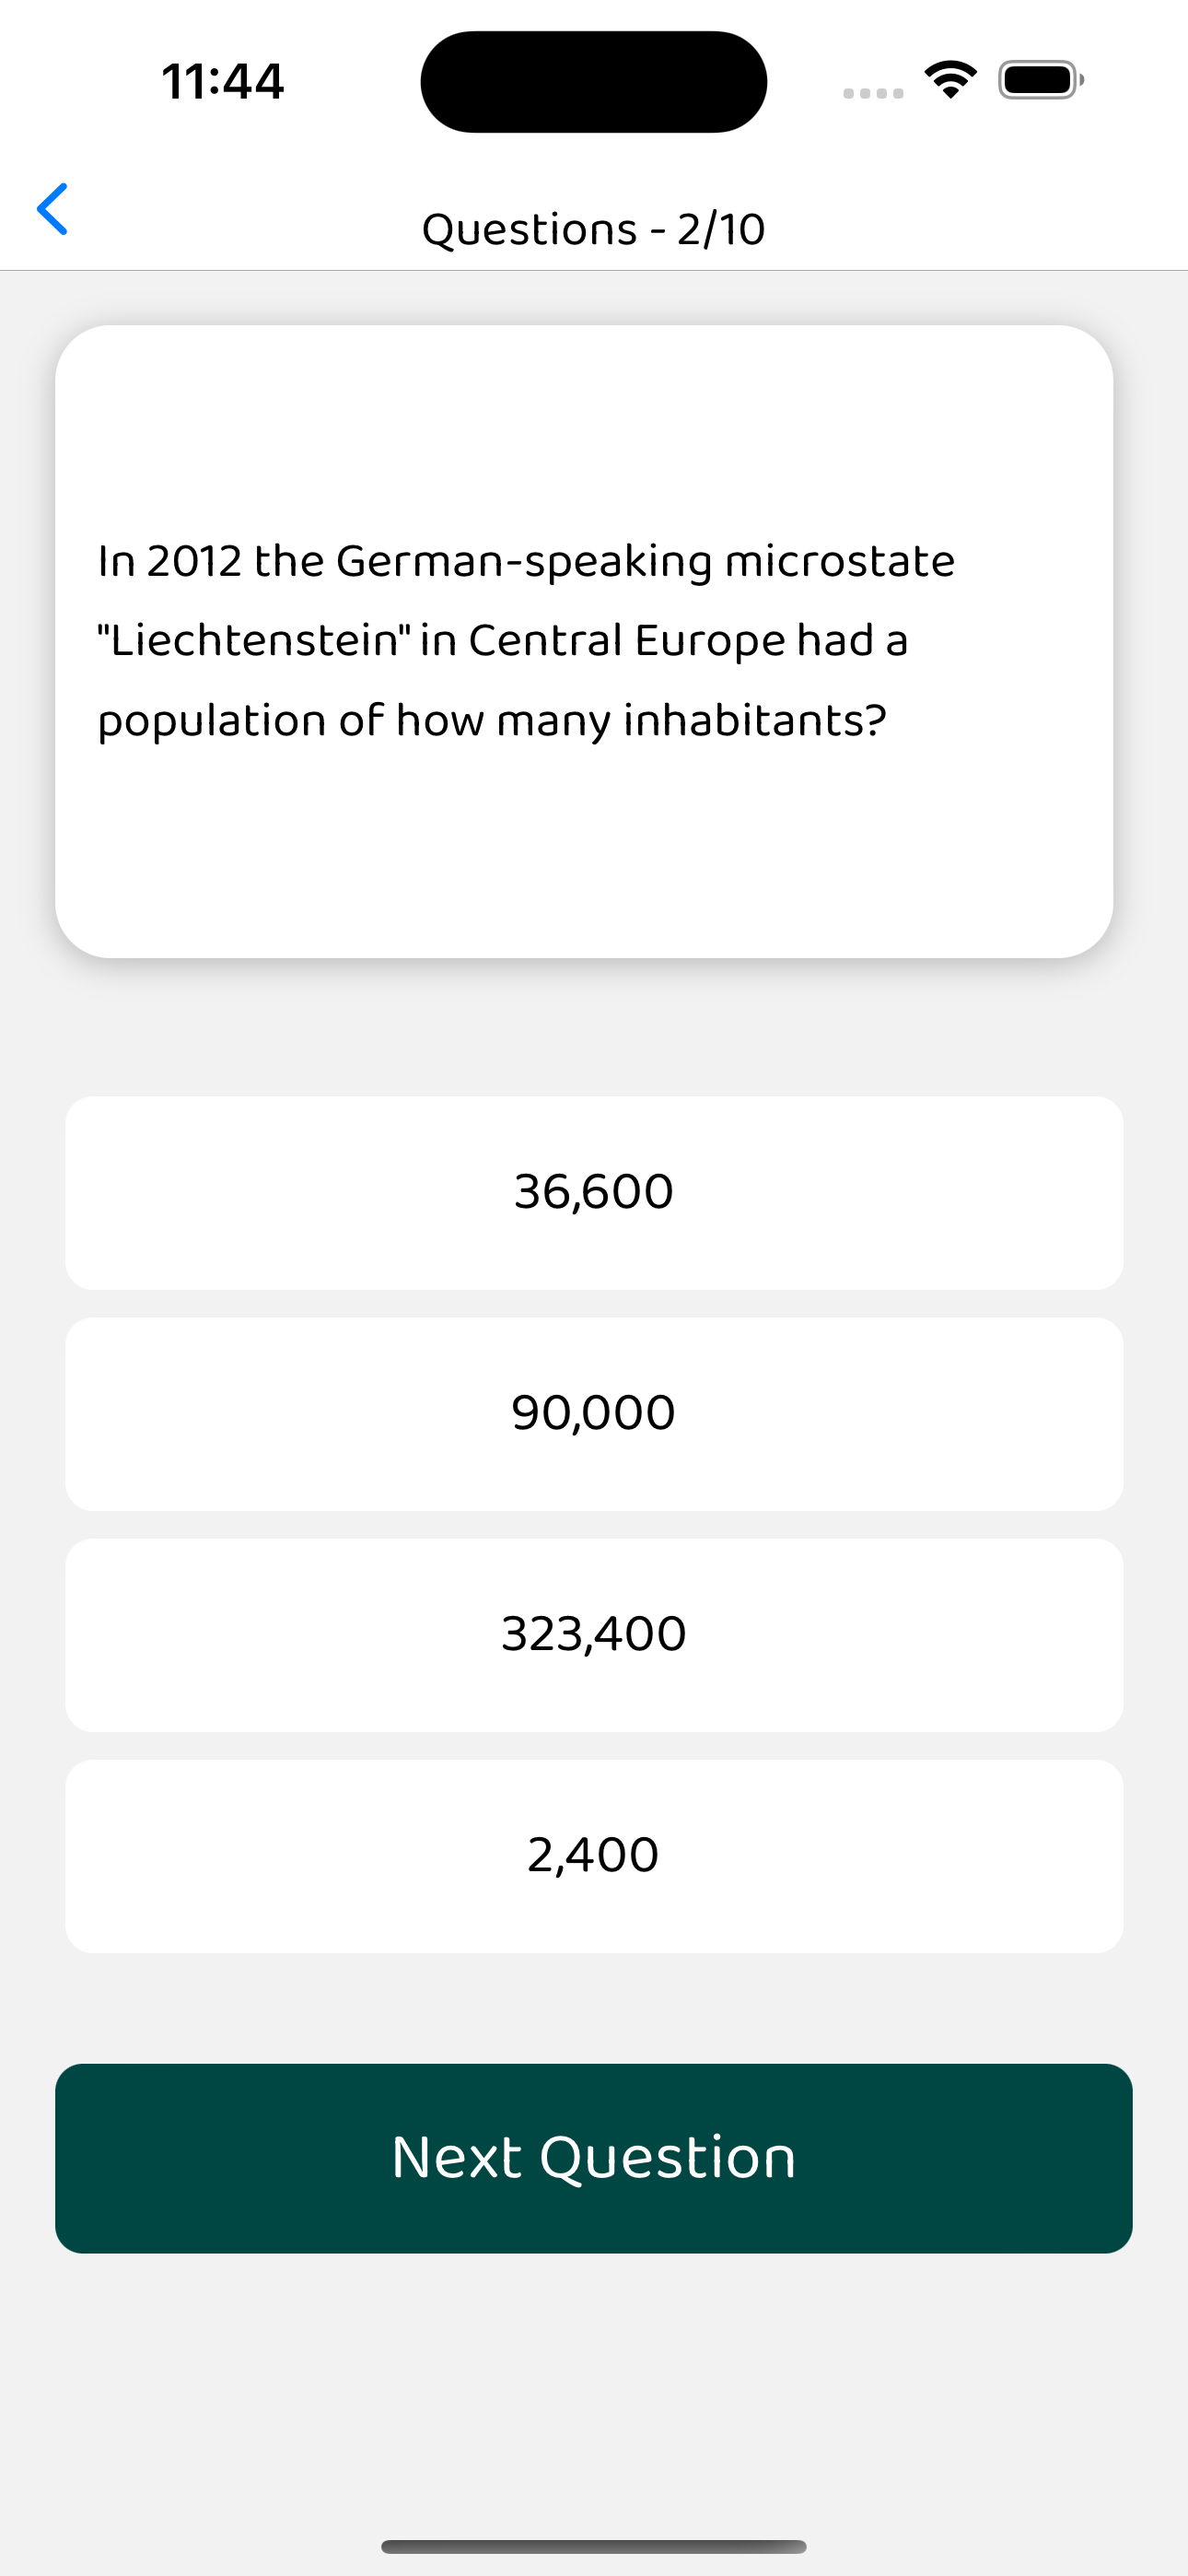 11:44
Questions - 2/10
In 2012 the German-speaking microstate
"Liechtenstein" in Central Europe had a
population of how many inhabitants?
36,600
90,000
323,400
2,400
Next Question